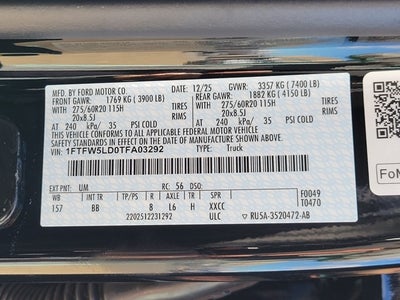 MFD. BY FORD MOTOR CO.
DATE: 12/25 GVWR: 3357 KG ( 7400 LB)
FRONT GAWR: 1769 KG ( 3900 LB) REAR GAWR: 1882 KG ( 4150 LB)
275/60R20 115H TIRES 275/60R20 115H TIRES
20x8.5J RIMS 20x8.5J RIMS
AT 240 kPa/ 35 PSI COLD AT 240 kPa/ 35 PSI COLD
THIS VEHICLE CONFORMS TO ALL APPLICABLE FEDERAL MOTOR VEHICLE
SAFETY STANDARDS IN EFFECT ON THE DATE OF MANUFACTURE SHOWN ABOVE.
VIN: 1FTFW5LD0TFA03292
TYPE: Truck
EXT PNT: UM RC: 56 DSO: F0049
WB TP/PS R AXLE TR SPR T0470
157 BB 8 L6 H XXCC
2202512231292 ULC RU5A-3520472-AB
FoM